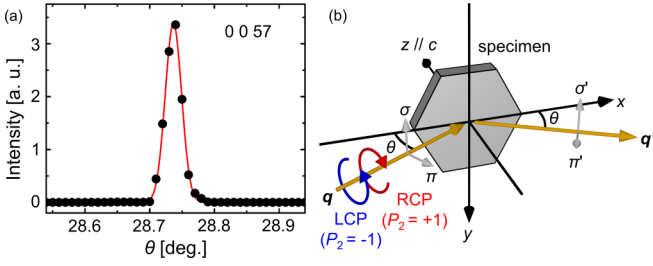 (a)
0 0 57
Intensity [a. u.]
3
2
1
0
28.6
28.7
28.8
28.9
θ [deg.]
(b)
z // c
specimen
σ
σ'
x
θ
θ
π
π'
q
q'
LCP
(P2 = -1)
RCP
(P2 = +1)
y